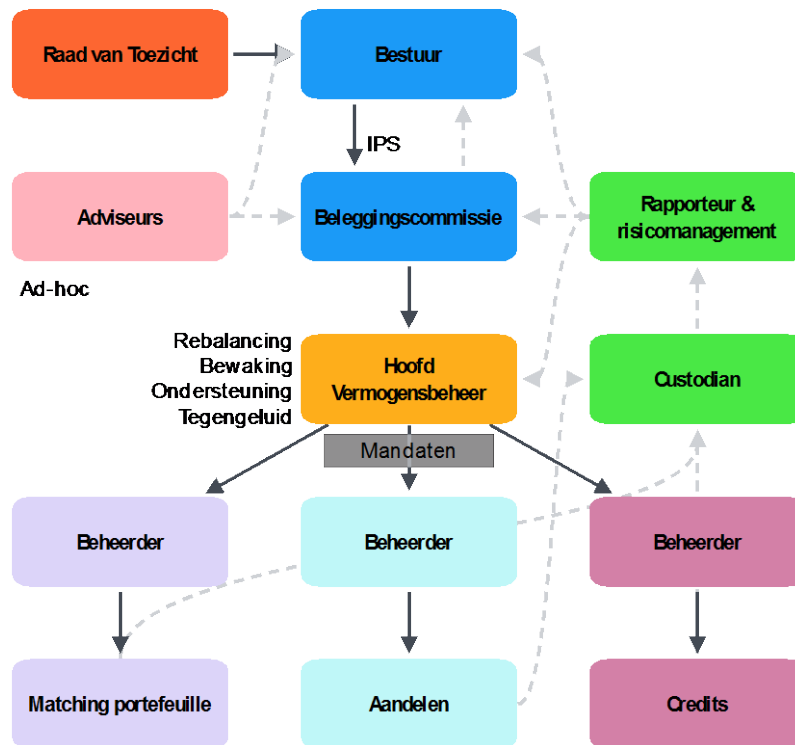 Raad van Toezicht
Bestuur
IPS
Adviseurs
Beleggingscommissie
Rapporteur &
risicomanagement
Ad-hoc
Rebalancing
Bewaking
Ondersteuning
Tegengeluid
Hoofd
Vermogensbeheer
Custodian
Mandaten
Beheerder
Beheerder
Beheerder
Matching portefeuille
Aandelen
Credits